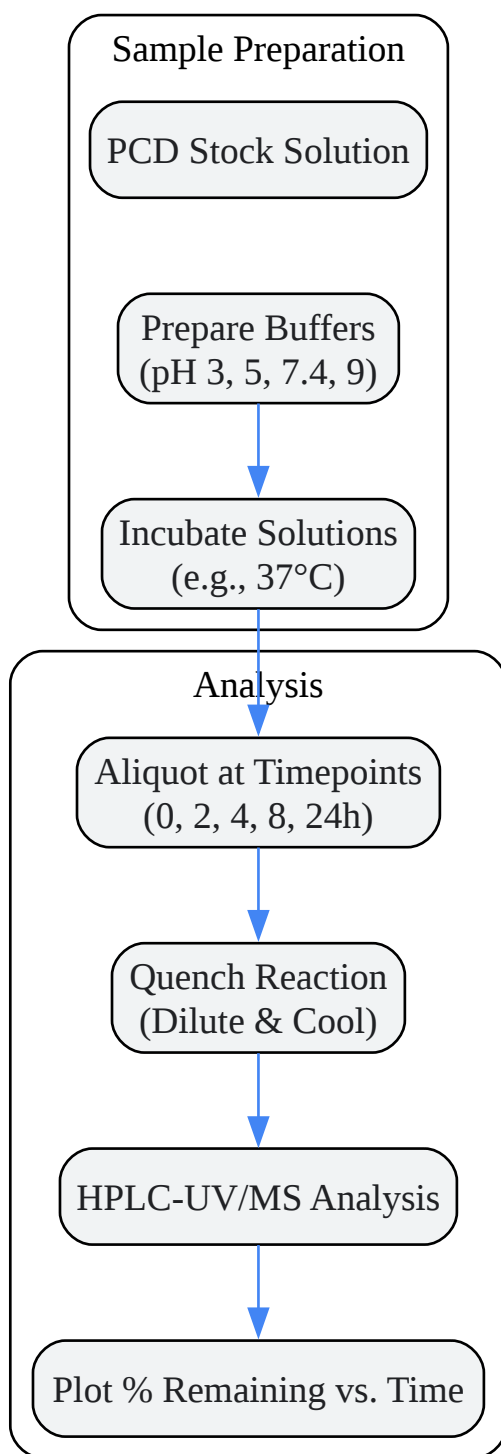 Sample Preparation
PCD Stock Solution
Prepare Buffers
(pH 3, 5, 7.4, 9)
Incubate Solutions
(e.g., 37°C)
Analysis
Aliquot at Timepoints
(0, 2, 4, 8, 24h)
Quench Reaction
(Dilute & Cool)
HPLC-UV/MS Analysis
Plot % Remaining vs. Time